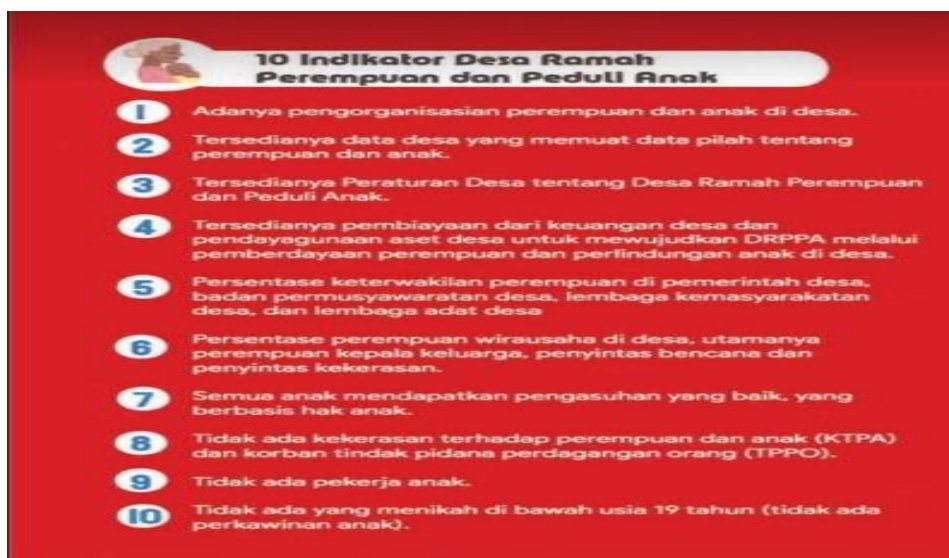 10 Indikator Desa Ramah
Perempuan dan Peduli Anak
1 Adanya pengorganisasian perempuan dan anak di desa.
2 Tersedianya data desa yang memuat data pilah tentang
perempuan dan anak.
3 Tersedianya Peraturan Desa tentang Desa Ramah Perempuan
dan Peduli Anak.
4 Tersedianya pembiayaan dari keuangan desa dan
pendayagunaan aset desa untuk mewujudkan DRPPA melalui
pemberdayaan perempuan dan perlindungan anak di desa.
5 Persentase keterwakilan perempuan di pemerintah desa,
badan permusyawaratan desa, lembaga kemasyarakatan
desa, dan lembaga adat desa
6 Persentase perempuan wirausaha di desa, utamanya
perempuan kepala keluarga, penyintas bencana dan
penyintas kekerasan.
7 Semua anak mendapatkan pengasuhan yang baik, yang
berbasis hak anak.
8 Tidak ada kekerasan terhadap perempuan dan anak (KTPA)
dan korban tindak pidana perdagangan orang (TPPO).
9 Tidak ada pekerja anak.
10 Tidak ada yang menikah di bawah usia 19 tahun (tidak ada
perkawinan anak).